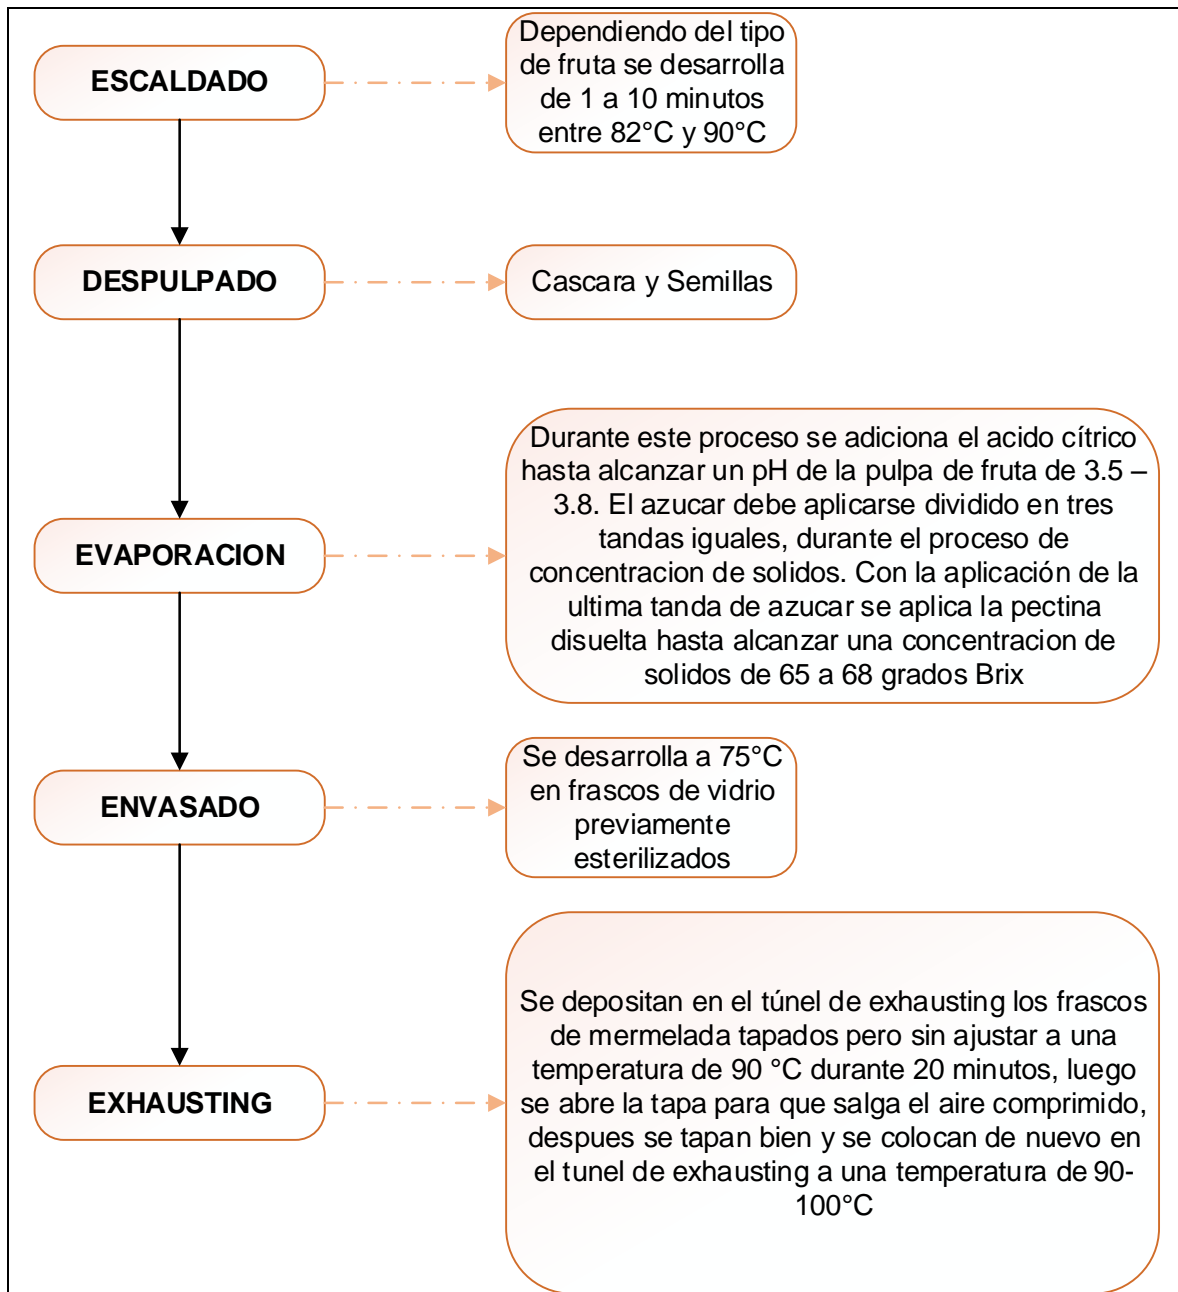 ESCALDADO
Dependiendo del tipo
de fruta se desarrolla
de 1 a 10 minutos
entre 82°C y 90°C
DESPULPADO
Cascara y Semillas
EVAPORACION
Durante este proceso se adiciona el acido cítrico
hasta alcanzar un pH de la pulpa de fruta de 3.5 –
3.8. El azucar debe aplicarse dividido en tres
tandas iguales, durante el proceso de
concentracion de solidos. Con la aplicación de la
ultima tanda de azucar se aplica la pectina
disuelta hasta alcanzar una concentracion de
solidos de 65 a 68 grados Brix
ENVASADO
Se desarrolla a 75°C
en frascos de vidrio
previamente
esterilizados
EXHAUSTING
Se depositan en el túnel de exhausting los frascos
de mermelada tapados pero sin ajustar a una
temperatura de 90 °C durante 20 minutos, luego
se abre la tapa para que salga el aire comprimido,
despues se tapan bien y se colocan de nuevo en
el tunel de exhausting a una temperatura de 90-
100°C